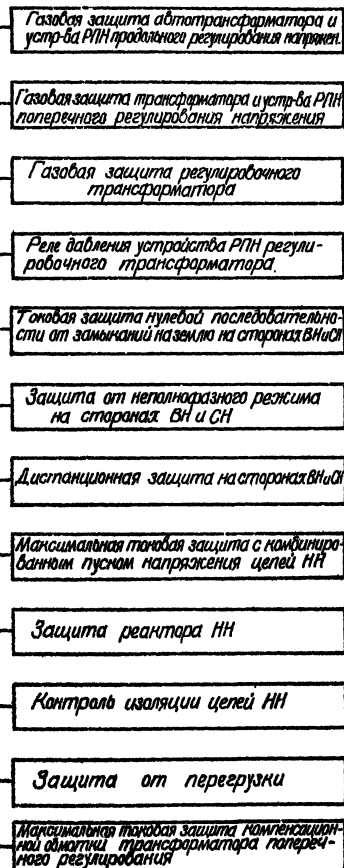 Газовая защита автотрансформатора и
устр-ва РПН продольного регулирования напряжен.
Газовая защита трансформатора и устр-ва РПН
поперечного регулирования напряжения
Газовая защита регулировочного
трансформатора
Реле давления устройства РПН регули-
ровочного трансформатора.
Токовая защита нулевой последовательно-
сти от замыканий на землю на сторонах ВН и СН
Защита от неполнофазного режима
на сторонах ВН и СН
Дистанционная защита на сторонах ВН и СН
Максимальная токовая защита с комбиниро-
ванным пуском напряжения цепей НН
Защита реактора НН
Контроль изоляции цепей НН
Защита от перегрузки
Максимальная токовая защита компенсацион-
ной обмотки трансформатора попереч-
ного регулирования